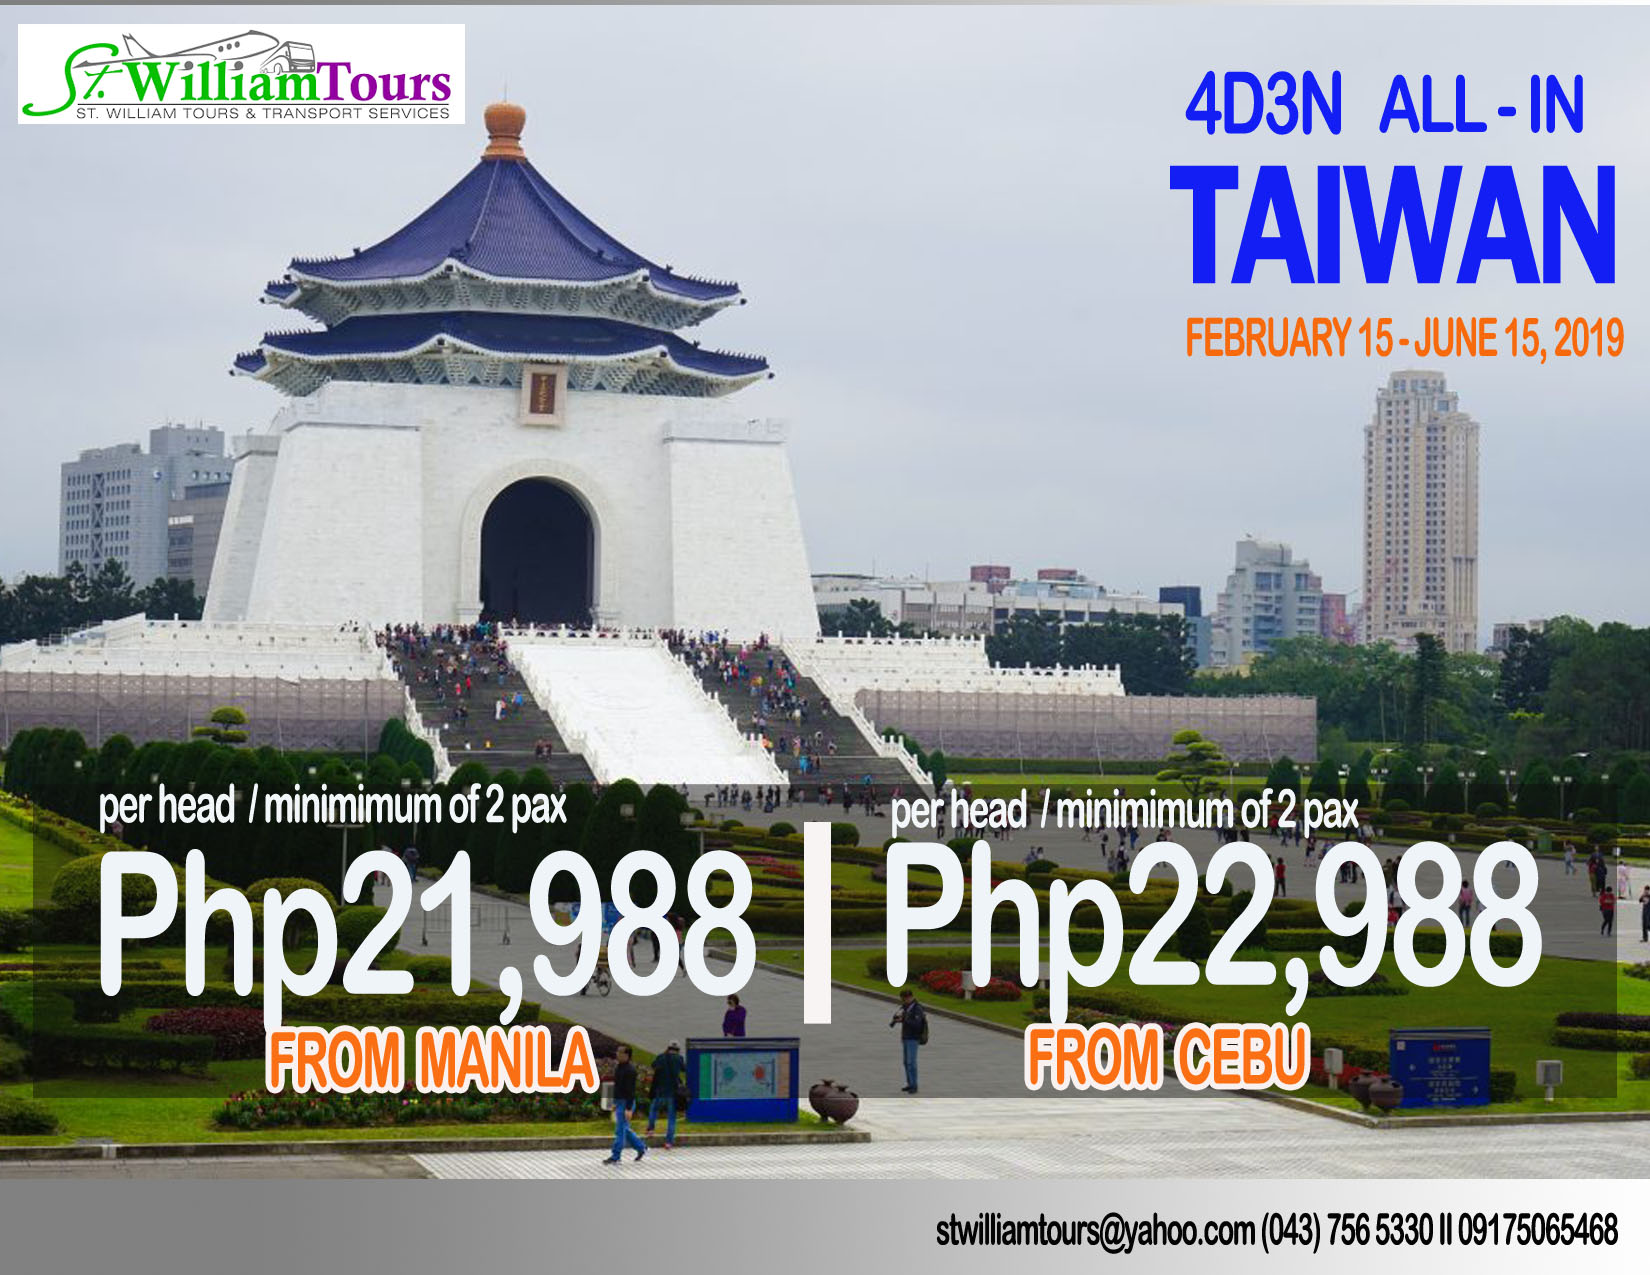 St. WilliamTours
ST. WILLIAM TOURS & TRANSPORT SERVICES
4D3N ALL - IN
TAIWAN
FEBRUARY 15 - JUNE 15, 2019
per head / minimimum of 2 pax
Php21,988
FROM MANILA
per head / minimimum of 2 pax
Php22,988
FROM CEBU
stwilliamtours@yahoo.com (043) 756 5330 II 09175065468